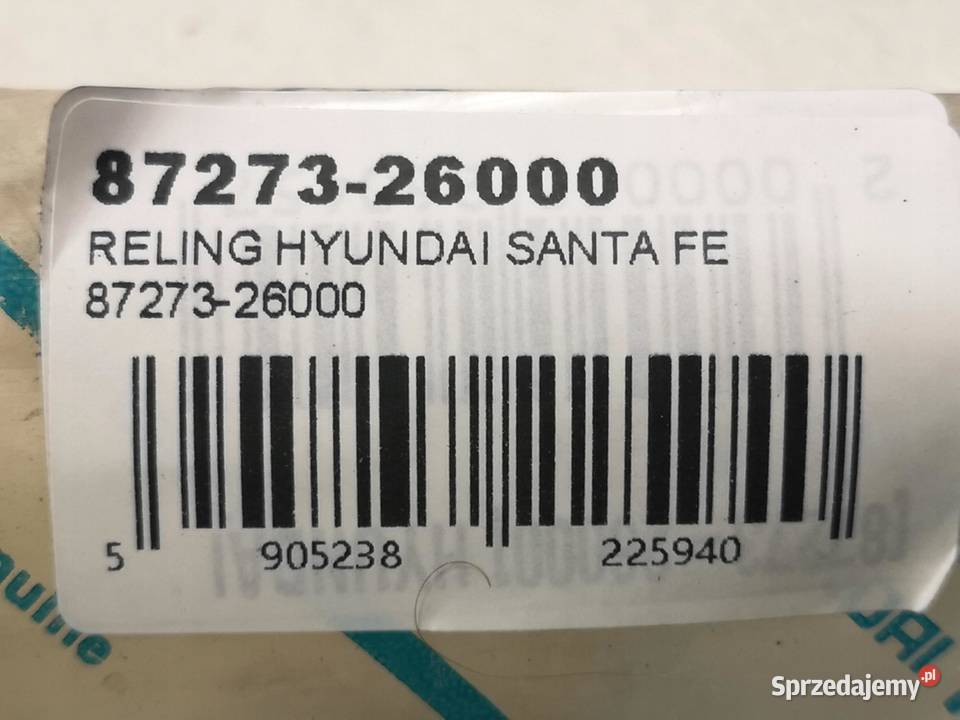 87273-26000
RELING HYUNDAI SANTA FE
87273-26000
5 905238 225940
Sprzedajemy.pl